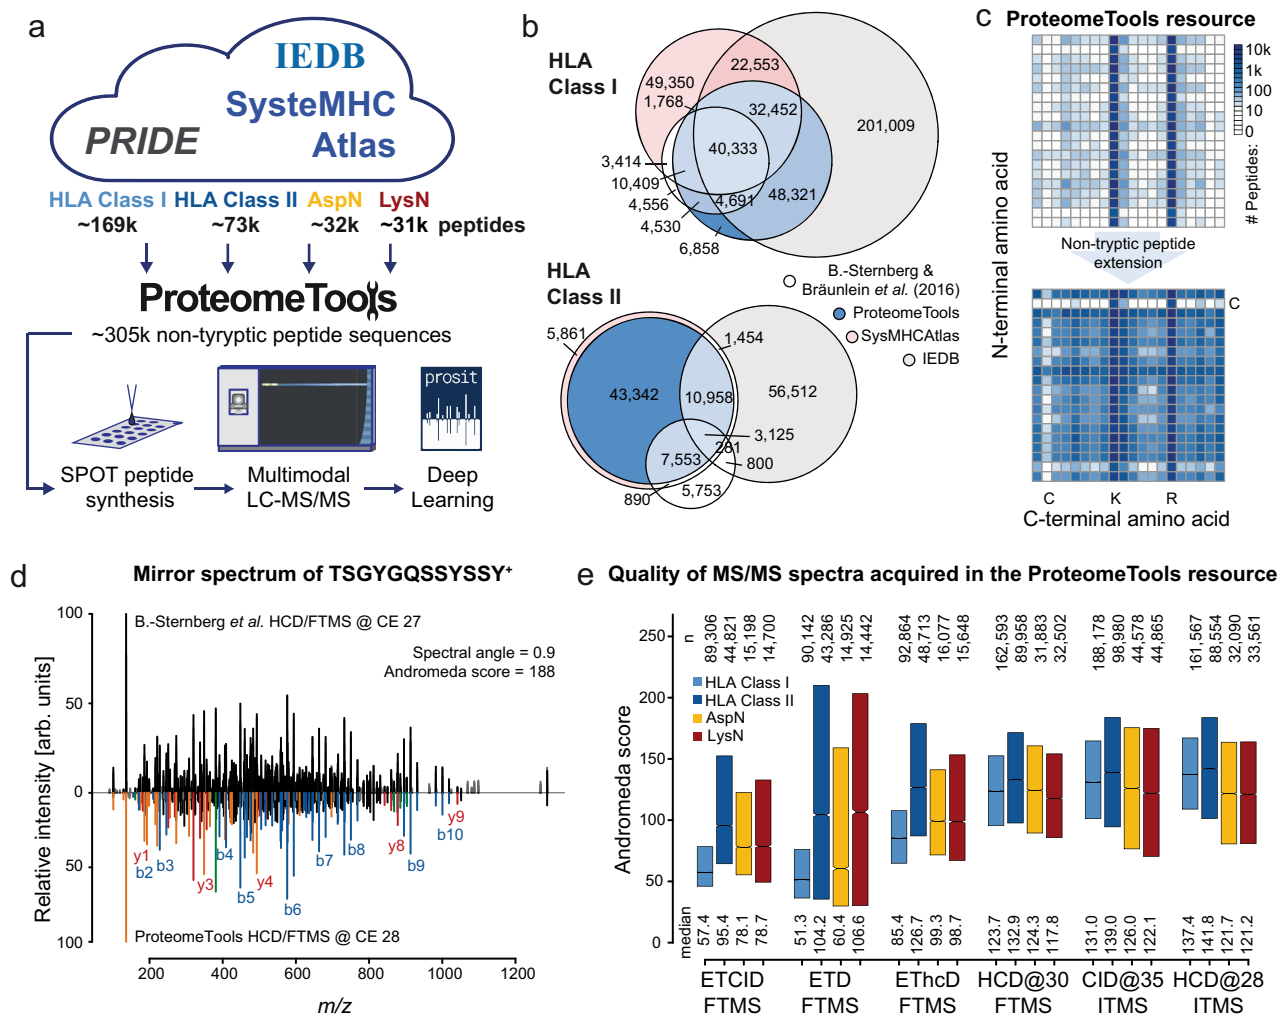 a
IEDB
SysteMHC
Atlas
PRIDE
HLA Class I HLA Class II AspN LysN
~169k ~73k ~32k ~31k peptides
ProteomeTools
~305k non-tyryptic peptide sequences
prosit
SPOT peptide
synthesis
Multimodal
LC-MS/MS
Deep
Learning
b
HLA
Class I
49,350
22,553
1,768
32,452
201,009
40,333
3,414
10,409
4,556
4,691
48,321
4,530
6,858
HLA
Class II
B.-Sternberg &
Bräunlein et al. (2016)
ProteomeTools
SysMHCAtlas
IEDB
5,861
1,454
43,342
10,958
56,512
3,125
281
7,553
800
890
5,753
c
ProteomeTools resource
10k
1k
100
10
0
# Peptides:
N-terminal amino acid
Non-tryptic peptide
extension
C
C K R
C-terminal amino acid
d
Mirror spectrum of TSGYGQSSYSSY+
B.-Sternberg et al. HCD/FTMS @ CE 27
Spectral angle = 0.9
Andromeda score = 188
Relative intensity [arb. units]
100
50
0
50
100
y1
b2
b3
y3
b4
b5
y4
b6
b7
b8
y8
b9
b10
y9
ProteomeTools HCD/FTMS @ CE 28
200 400 600 800 1000 1200
m/z
e
Quality of MS/MS spectra acquired in the ProteomeTools resource
Andromeda score
250
200
150
100
50
0
n
89,306 44,821 15,198 14,700
90,142 43,286 14,925 14,442
92,864 48,713 16,077 15,648
162,593 89,958 31,883 32,502
188,178 98,980 44,578 44,865
161,567 88,554 32,090 33,561
HLA Class I
HLA Class II
AspN
LysN
median
57.4 95.4 78.1 78.7
51.3 104.2 60.4 106.6
85.4 126.7 99.3 98.7
123.7 132.9 124.3 117.8
131.0 139.0 126.0 122.1
137.4 141.8 121.7 121.2
ETCID
FTMS
ETD
FTMS
EThcD
FTMS
HCD@30
FTMS
CID@35
ITMS
HCD@28
ITMS